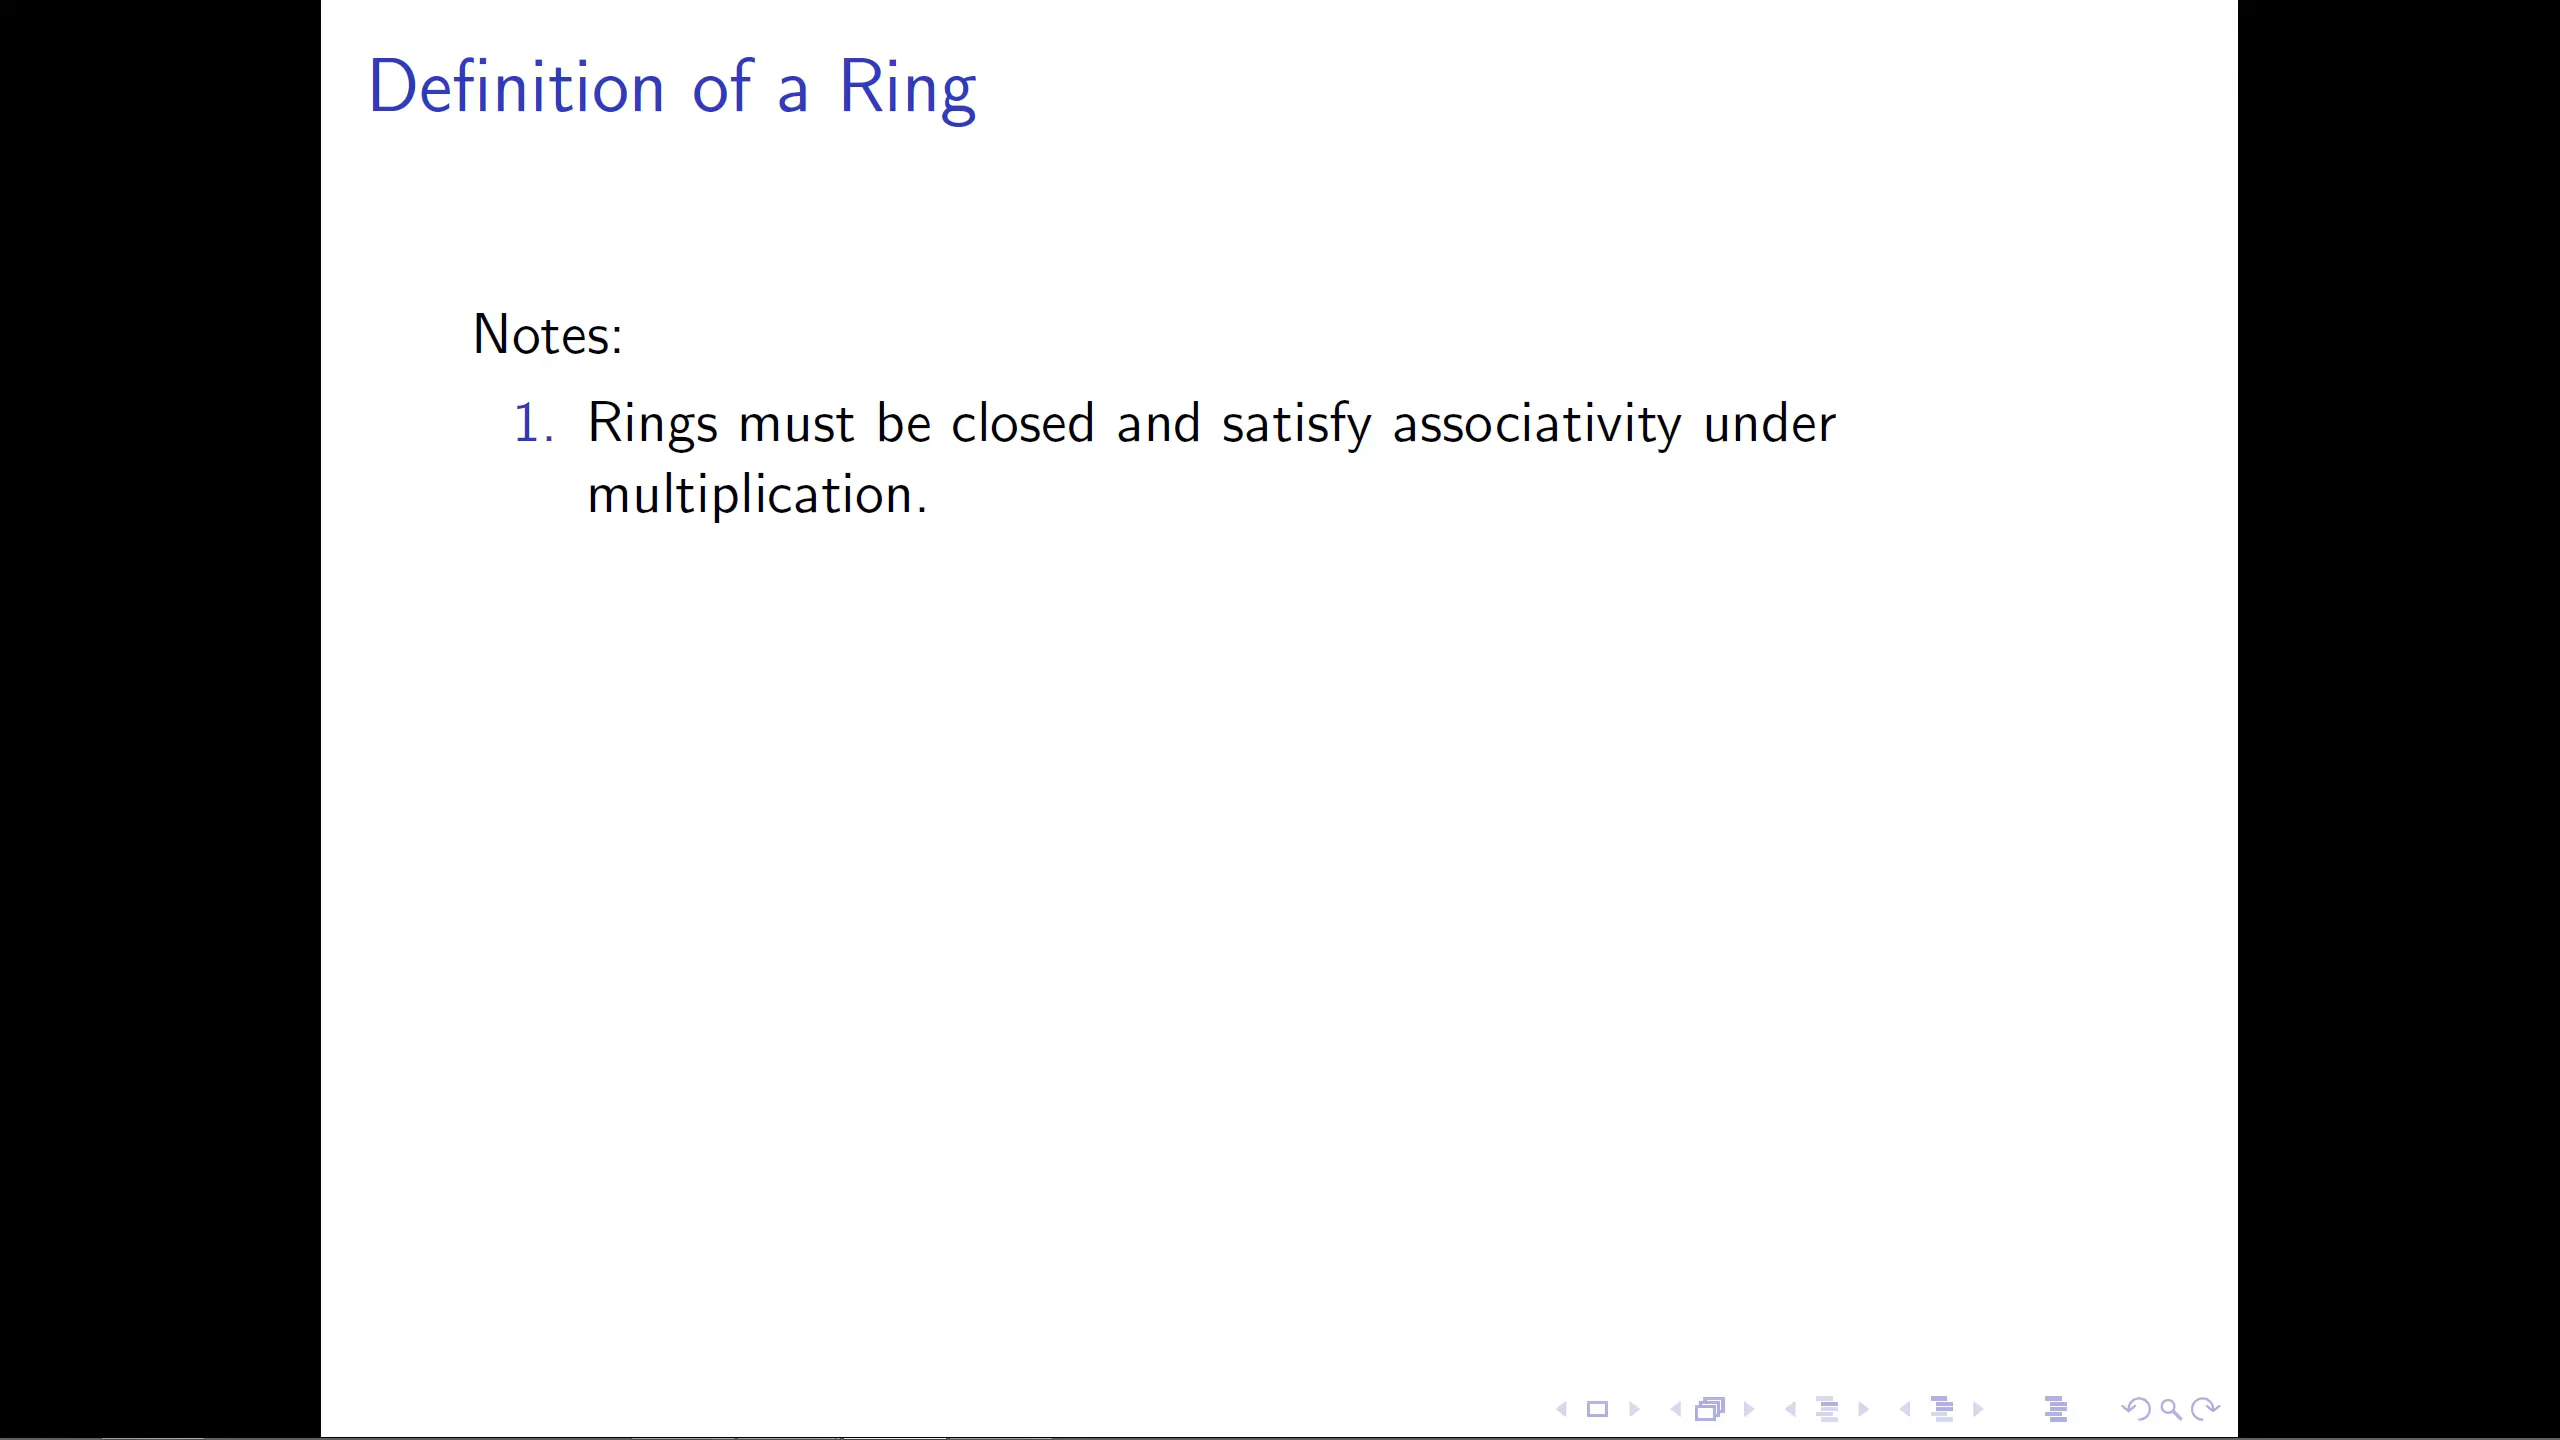 Definition of a Ring
Notes:
1. Rings must be closed and satisfy associativity under
multiplication.